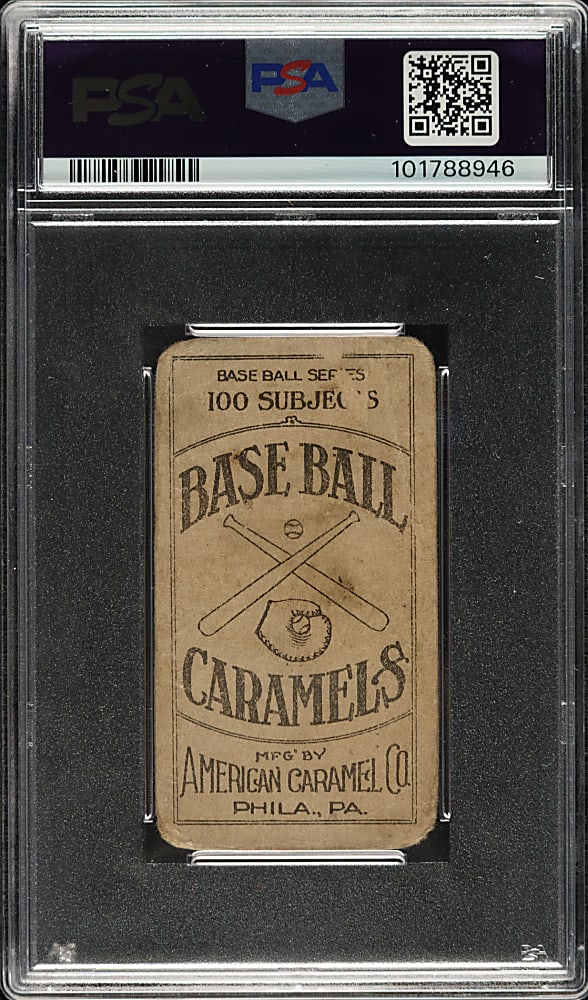 PSA
PSA
101788946
BASE BALL SERIES
100 SUBJECTS
BASE BALL
CARAMELS
MFG' BY
AMERICAN CARAMEL CO
PHILA., PA.